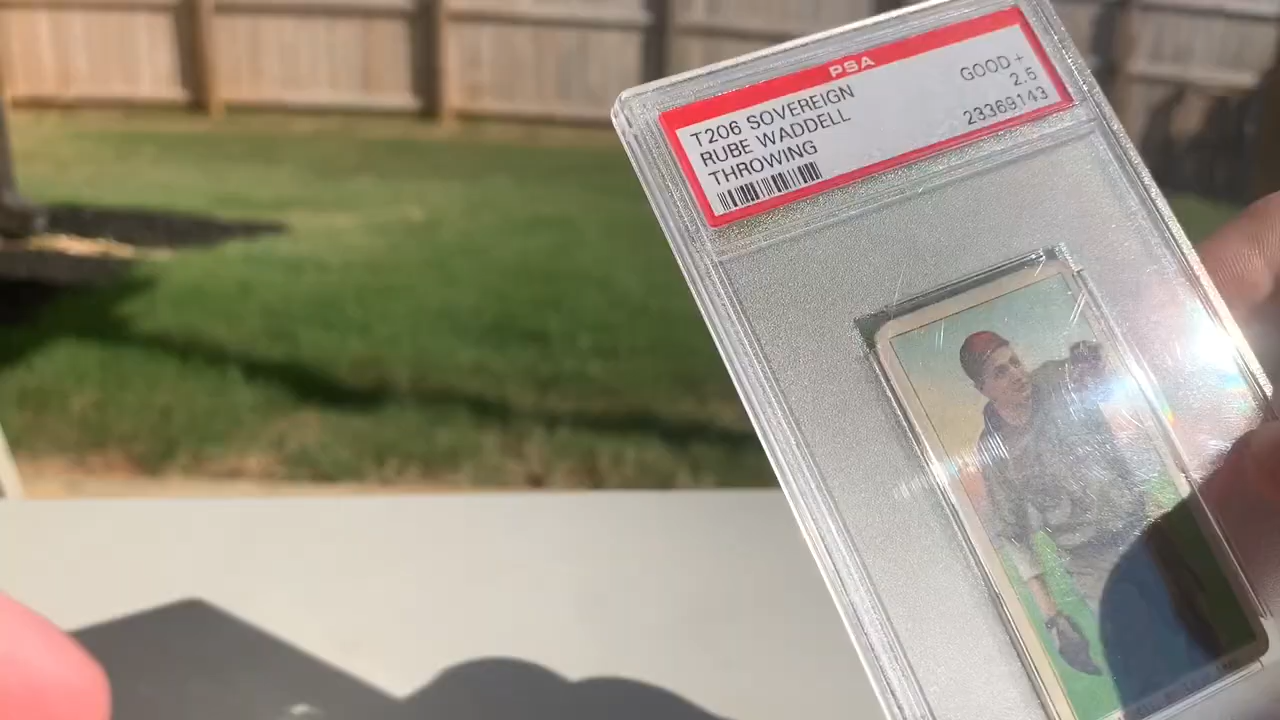 PSA
T206 SOVEREIGN
RUBE WADDELL
THROWING
GOOD+
2.5
23369143